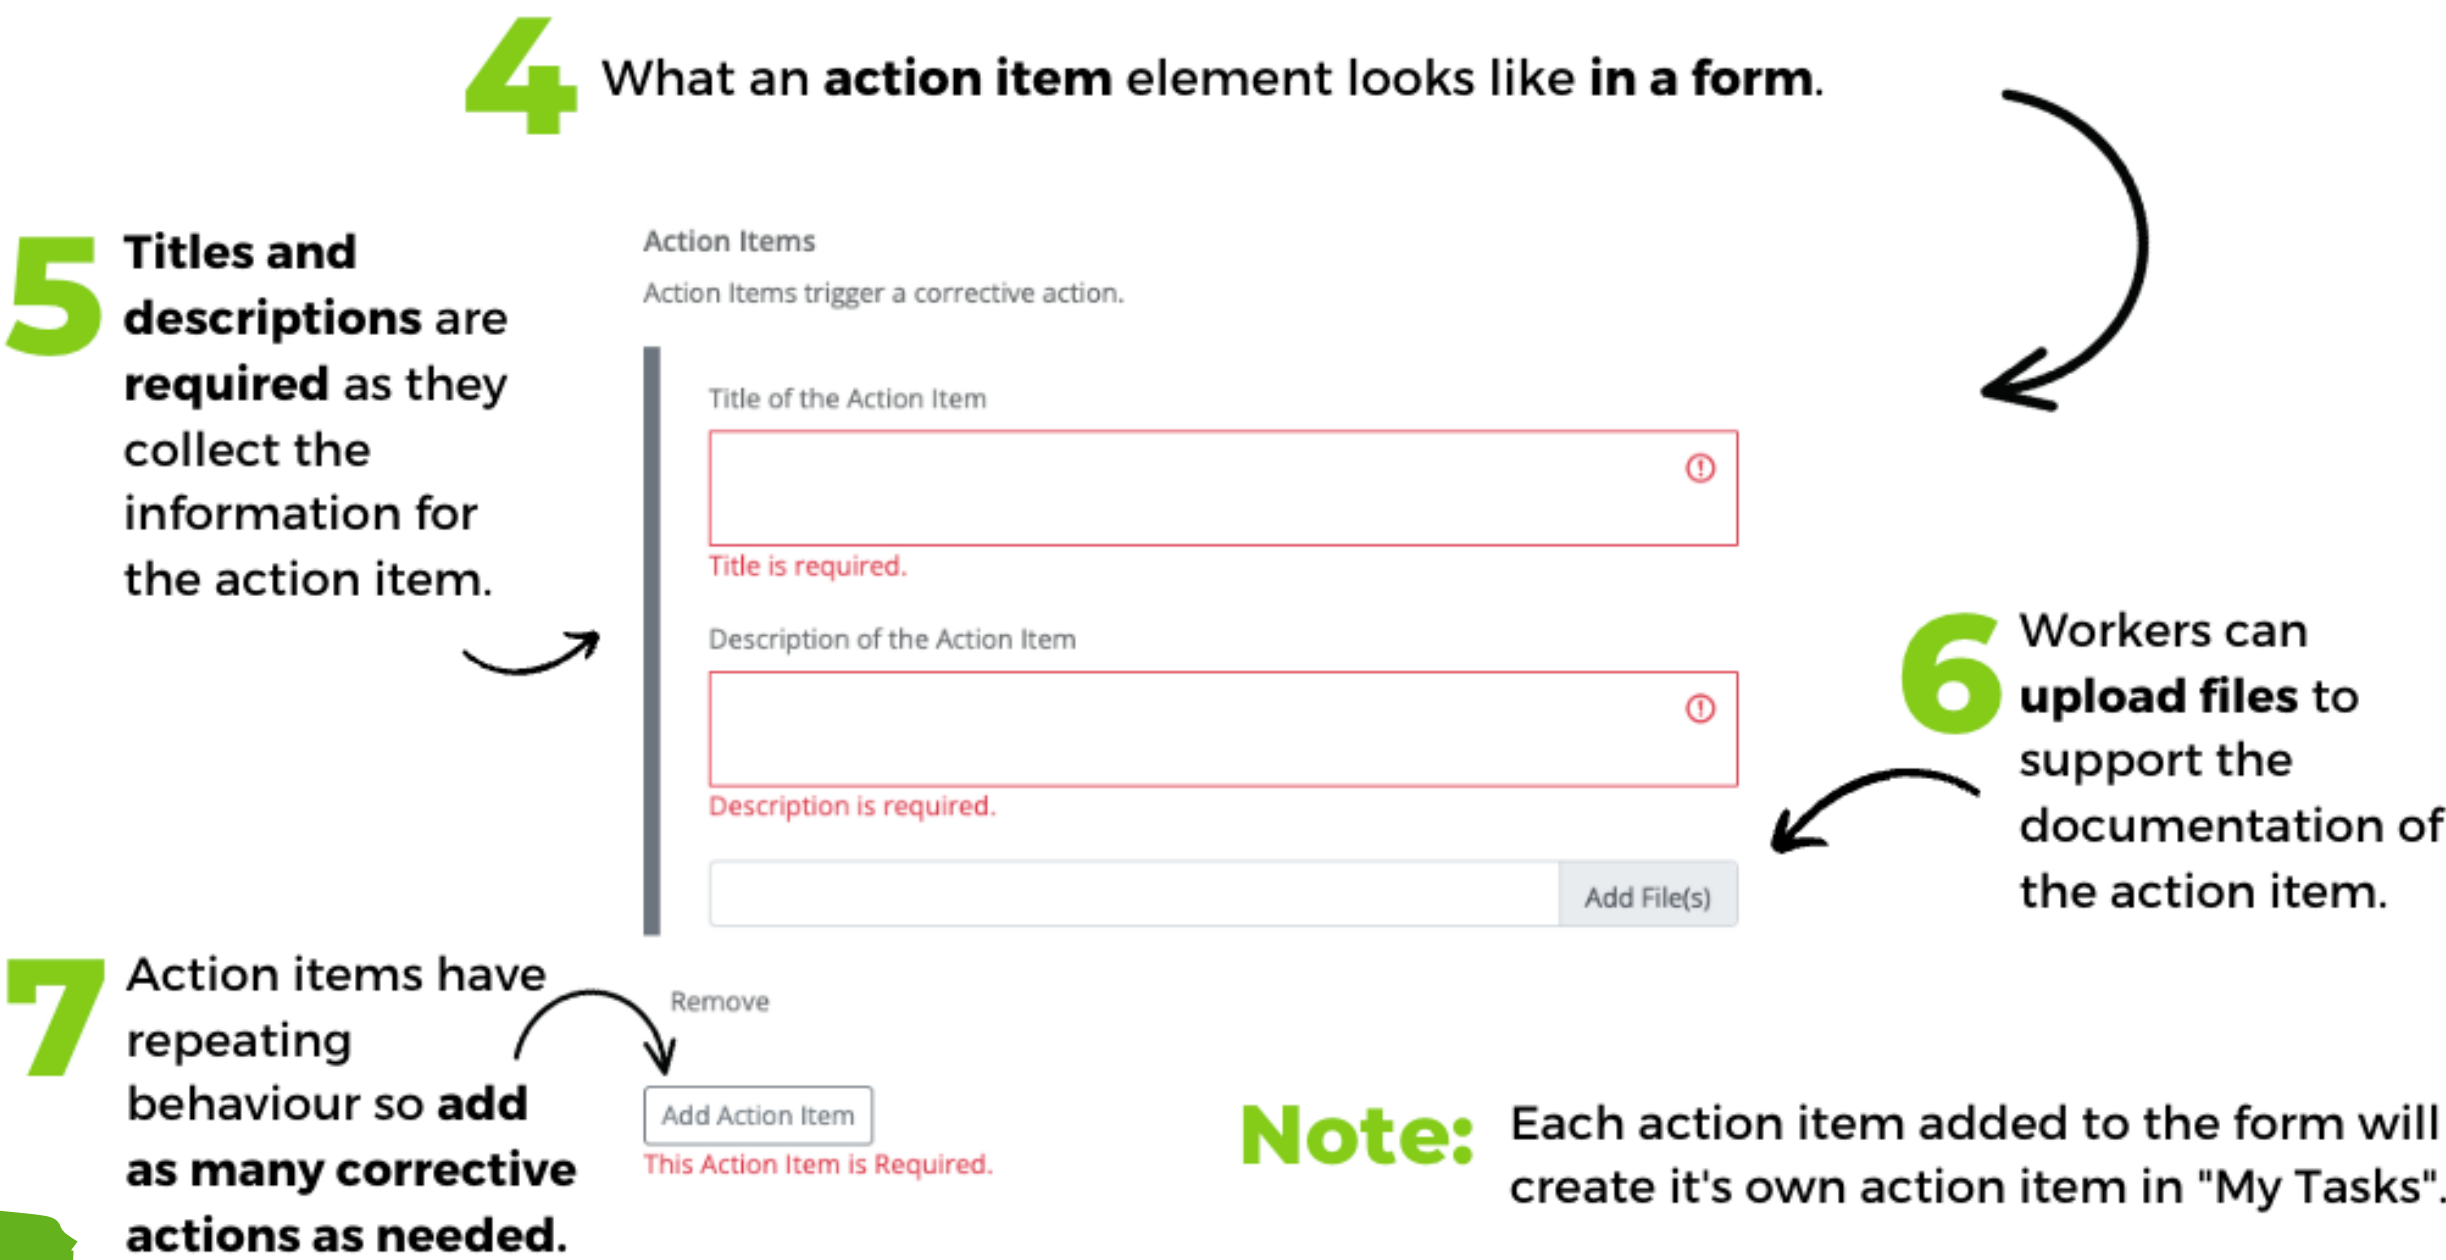 4 What an action item element looks like in a form.
5 Titles and
descriptions are
required as they
collect the
information for
the action item.
Action Items
Action Items trigger a corrective action.
Title of the Action Item
Title is required.
Description of the Action Item
Description is required.
Add File(s)
6 Workers can
upload files to
support the
documentation of
the action item.
7 Action items have
repeating
behaviour so add
as many corrective
actions as needed.
Remove
Add Action Item
This Action Item is Required.
Note: Each action item added to the form will
create it's own action item in "My Tasks".